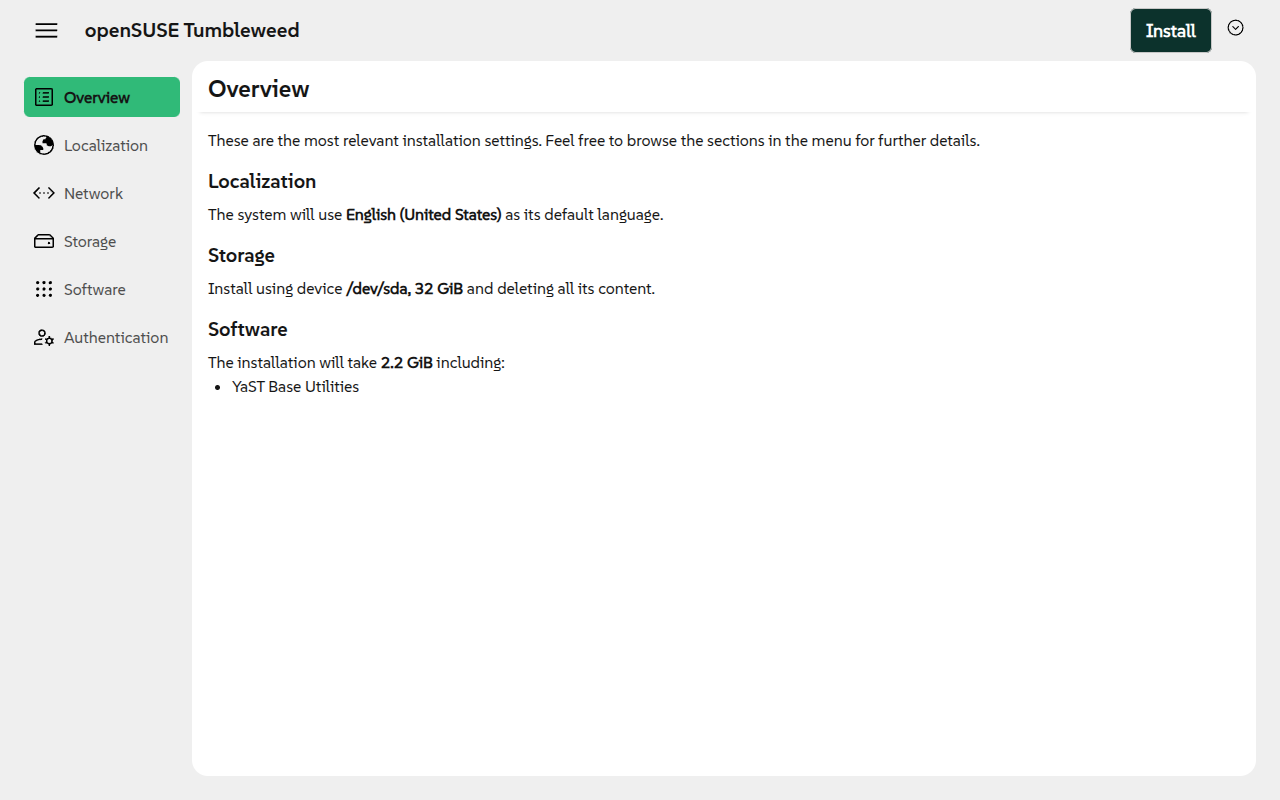 openSUSE Tumbleweed
Install
Overview
Localization
Network
Storage
Software
Authentication
Overview
These are the most relevant installation settings. Feel free to browse the sections in the menu for further details.
Localization
The system will use English (United States) as its default language.
Storage
Install using device /dev/sda, 32 GiB and deleting all its content.
Software
The installation will take 2.2 GiB including:
• YaST Base Utilities